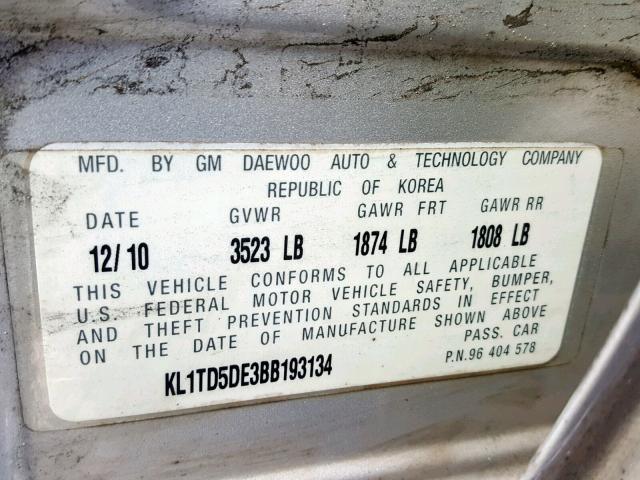 MFD. BY GM DAEWOO AUTO & TECHNOLOGY COMPANY
REPUBLIC OF KOREA
DATE GVWR GAWR FRT GAWR RR
12/10 3523 LB 1874 LB 1808 LB
THIS VEHICLE CONFORMS TO ALL APPLICABLE
U.S. FEDERAL MOTOR VEHICLE SAFETY, BUMPER,
AND THEFT PREVENTION STANDARDS IN EFFECT
ON THE DATE OF MANUFACTURE SHOWN ABOVE
PASS. CAR
KL1TD5DE3BB193134 P.N.96 404 578